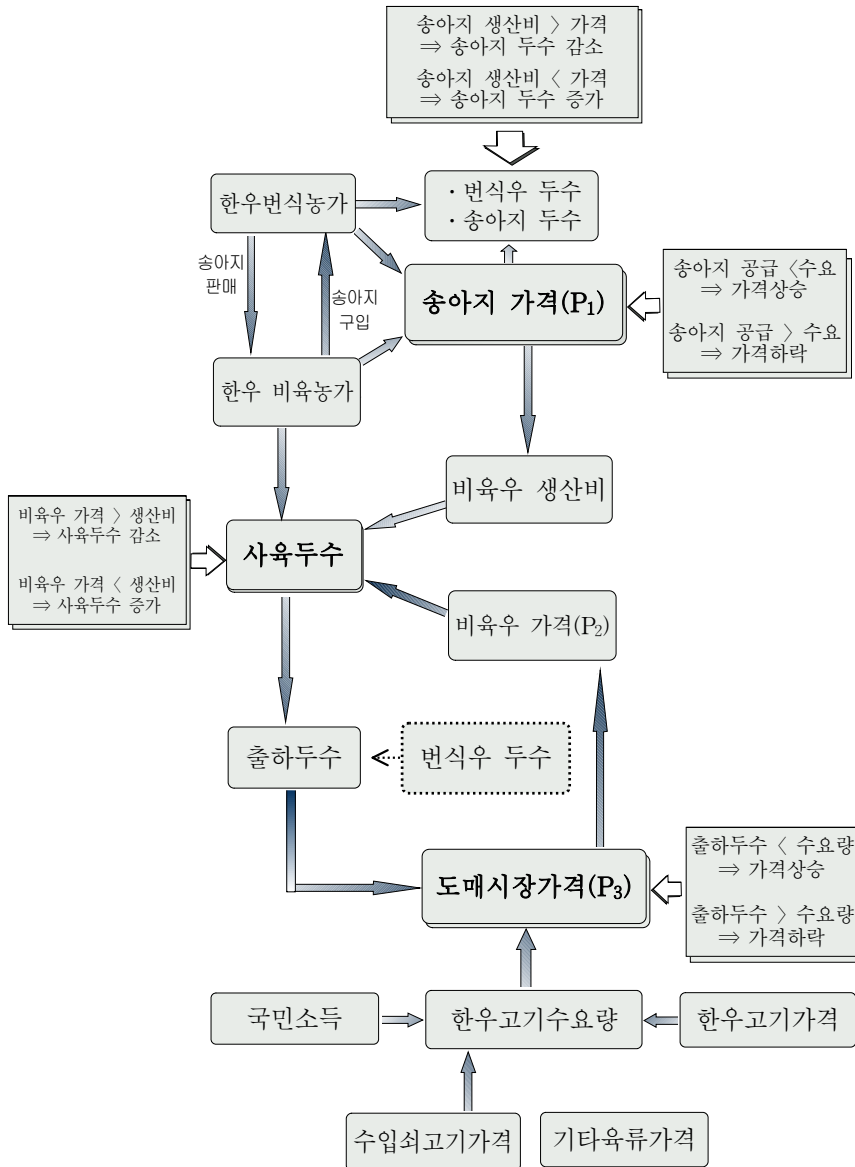 송아지 생산비 〉 가격
⇒ 송아지 두수 감소
송아지 생산비 〈 가격
⇒ 송아지 두수 증가
한우번식농가
· 번식우 두수
· 송아지 두수
송아지
판매
송아지
구입
송아지 가격(P₁)
송아지 공급 〈수요
⇒ 가격상승
송아지 공급 〉 수요
⇒ 가격하락
한우 비육농가
비육우 생산비
비육우 가격 〉 생산비
⇒ 사육두수 감소
비육우 가격 〈 생산비
⇒ 사육두수 증가
사육두수
비육우 가격(P₂)
출하두수
번식우 두수
도매시장가격(P₃)
출하두수 〈 수요량
⇒ 가격상승
출하두수 〉 수요량
⇒ 가격하락
국민소득
한우고기수요량
한우고기가격
수입쇠고기가격
기타육류가격